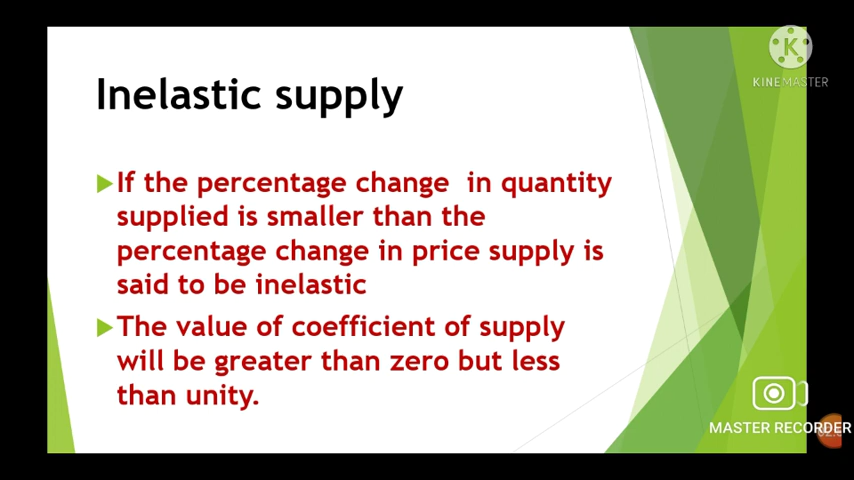 K
KINEMASTER
Inelastic supply
If the percentage change in quantity
supplied is smaller than the
percentage change in price supply is
said to be inelastic
The value of coefficient of supply
will be greater than zero but less
than unity.
MASTER RECORDER